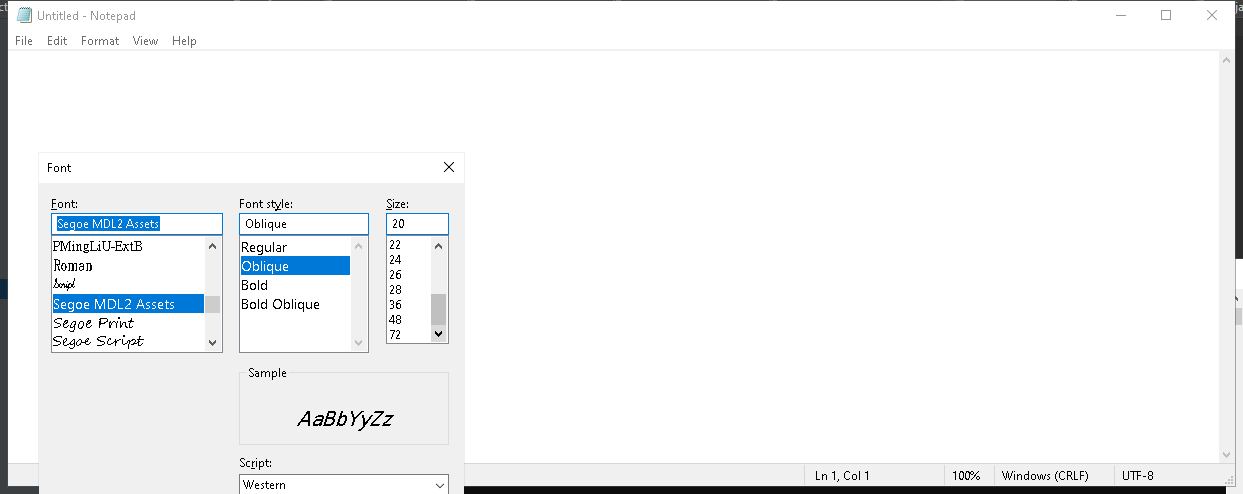 Untitled - Notepad
File Edit Format View Help
Font
Font: Font style: Size:
Segoe MDL2 Assets Oblique 20
PMingLiU-ExtB
Roman
Script
Segoe MDL2 Assets
Segoe Print
Segoe Script
Regular
Oblique
Bold
Bold Oblique
22
24
26
28
36
48
72
Sample
AaBbYyZz
Script:
Western
Ln 1, Col 1 100% Windows (CRLF) UTF-8